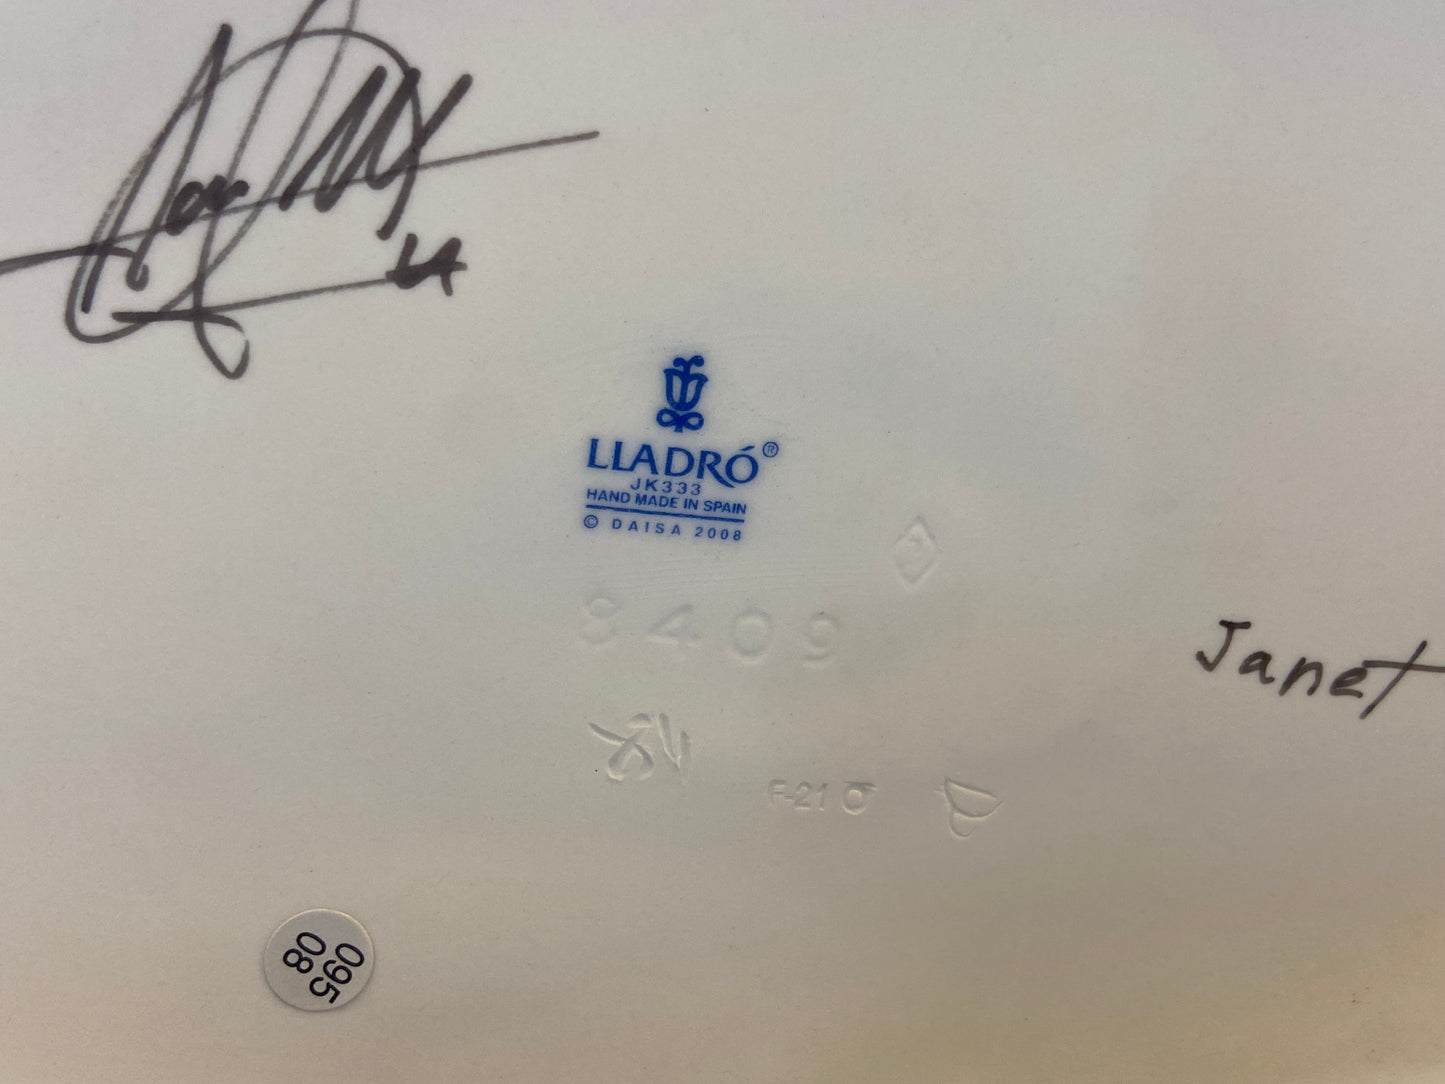 LLADRÓ®
JK333
HAND MADE IN SPAIN
© DAISA 2008
8409
Janet
F-21
095
08